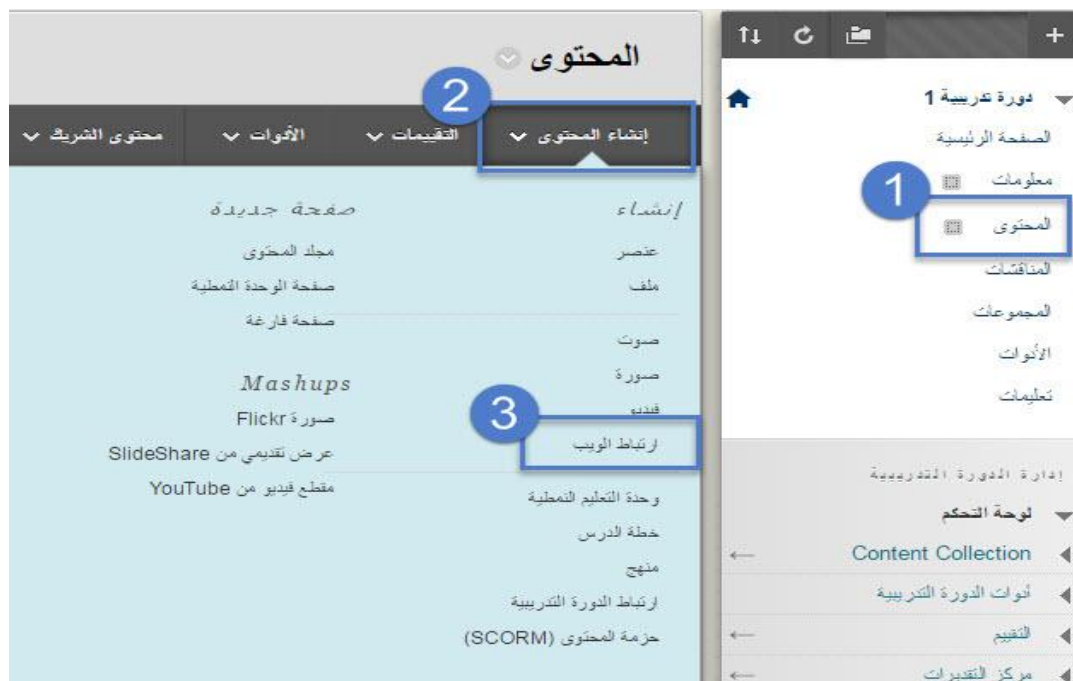 دورة تدريبية 1
الصفحة الرئيسية
معلومات
1
المحتوى
المناقشات
المجموعات
الأدوات
تعليمات
إدارة الدورة التدريبية
لوحة التحكم
Content Collection
أدوات الدورة التدريبية
التقييم
مركز التقديرات
المحتوى
2
إنشاء المحتوى
التقييمات
الأدوات
محتوى الشريك
إنشاء
عنصر
ملف
صوت
صورة
فيديو
3
ارتباط الويب
وحدة التعليم النمطية
خطة الدرس
منهج
ارتباط الدورة التدريبية
حزمة المحتوى (SCORM)
صفحة جديدة
مجلد المحتوى
صفحة الوحدة النمطية
صفحة فارغة
Mashups
صورة Flickr
عرض تقديمي من SlideShare
مقطع فيديو من YouTube